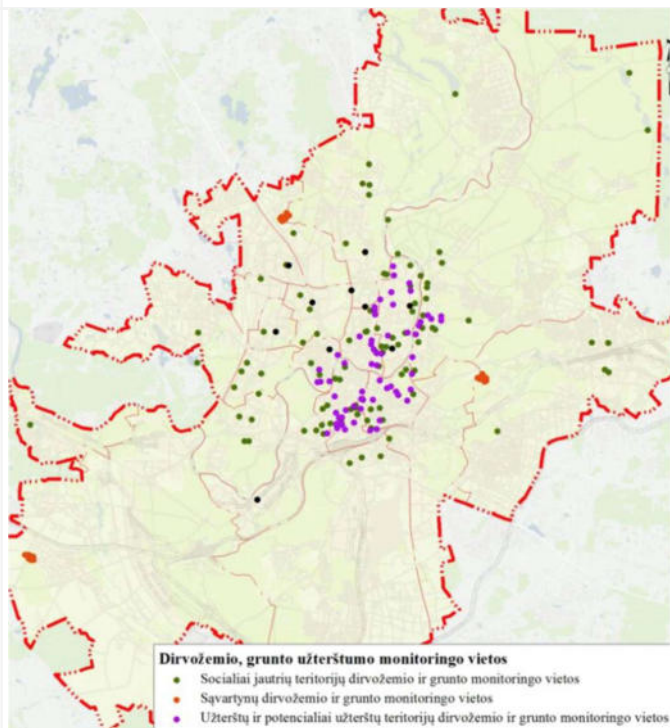 Dirvožemio, grunto užterštumo monitoringo vietos
Socialiai jautrių teritorijų dirvožemio ir grunto monitoringo vietos
Sąvartynų dirvožemio ir grunto monitoringo vietos
Užterštų ir potencialiai užterštų teritorijų dirvožemio ir grunto monitoringo vietos